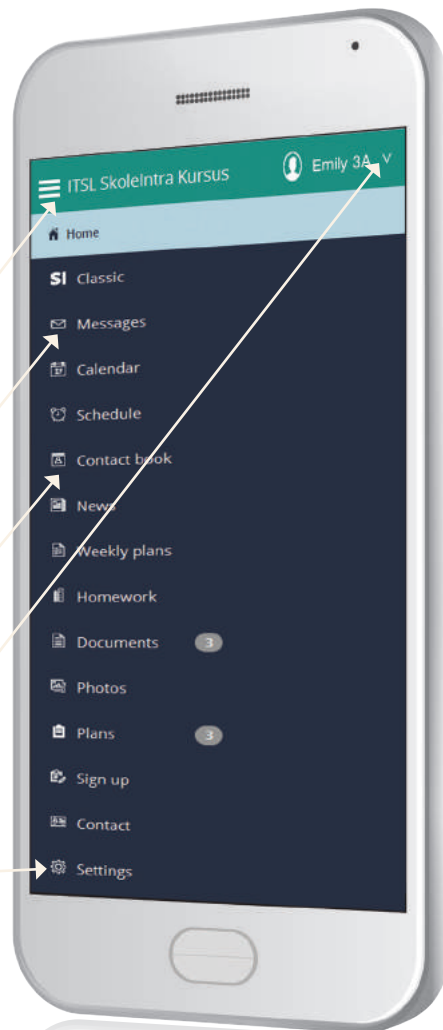 ITSL SkoleIntra Kursus
Emily 3A
Home
SI Classic
Messages
Calendar
Schedule
Contact book
News
Weekly plans
Homework
Documents 3
Photos
Plans 3
Sign up
Contact
Settings